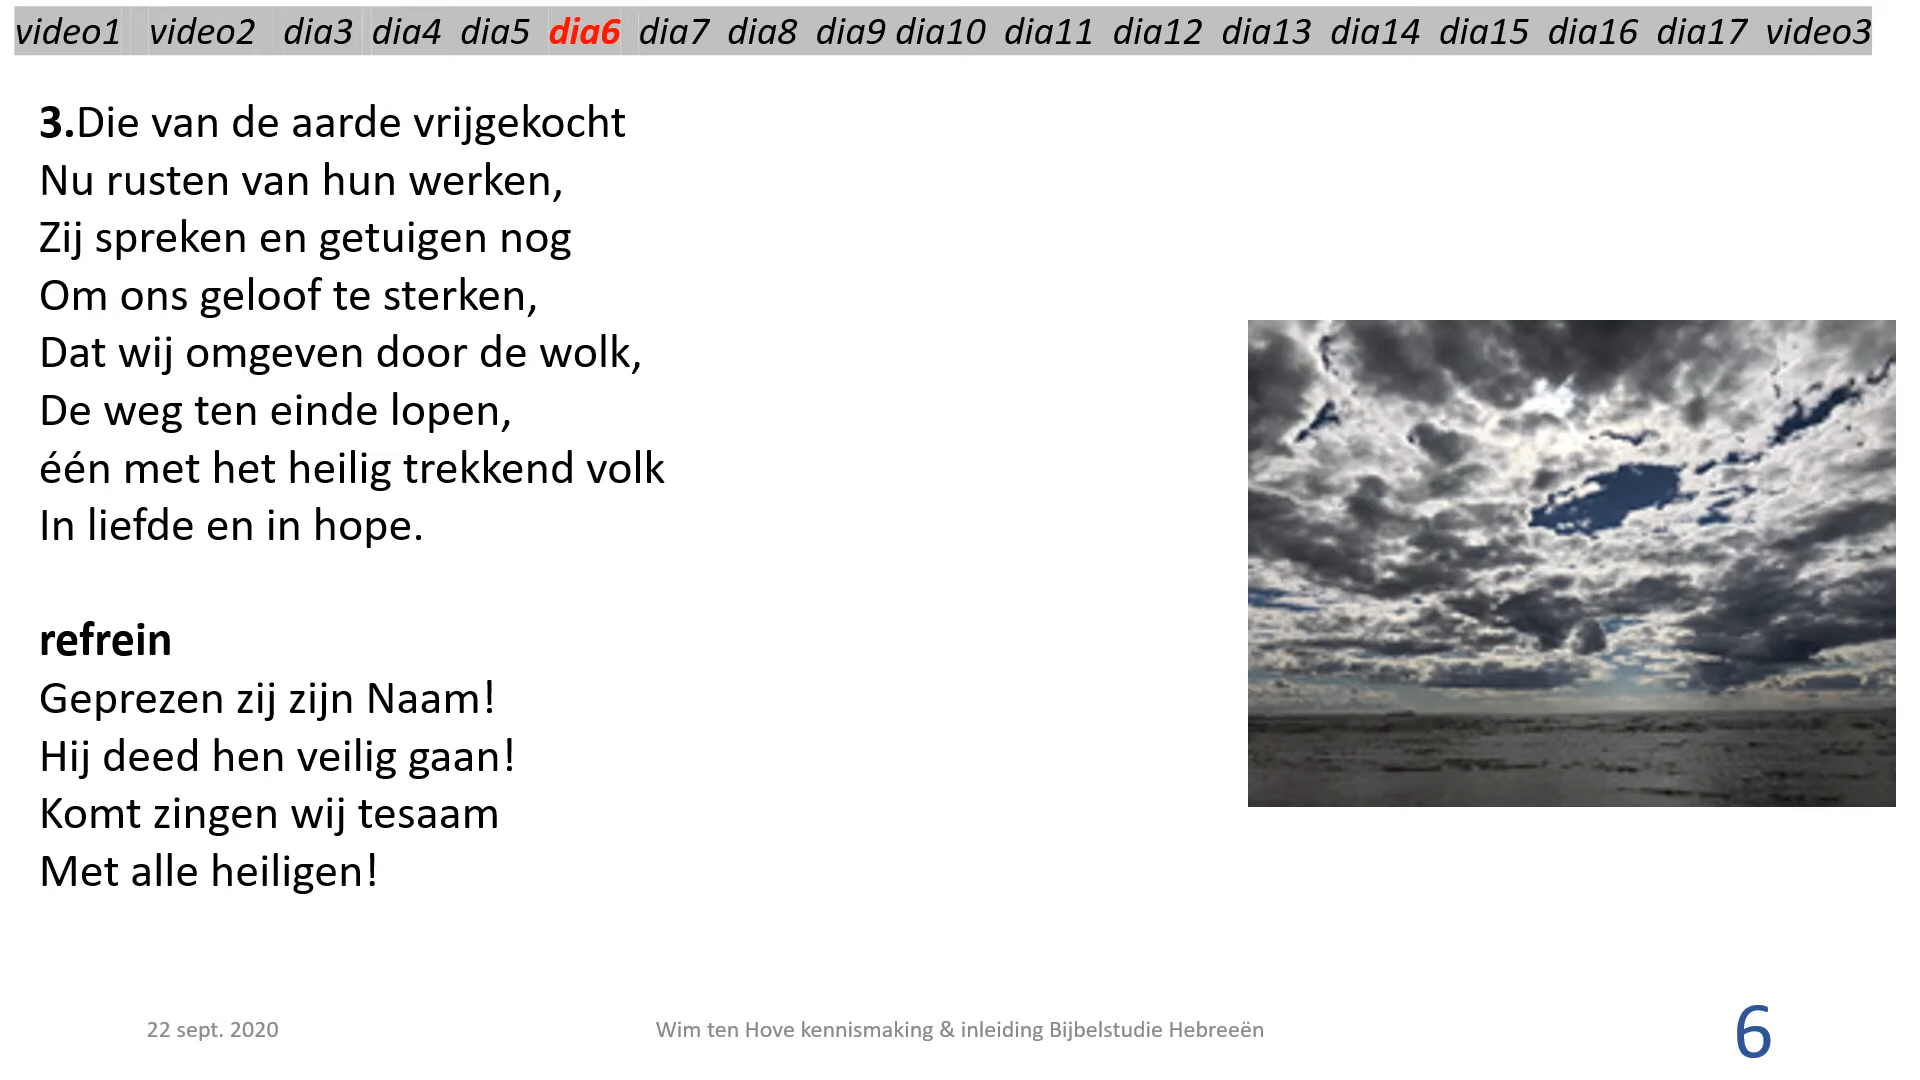 video1 video2 dia3 dia4 dia5 dia6 dia7 dia8 dia9 dia10 dia11 dia12 dia13 dia14 dia15 dia16 dia17 video3
3.Die van de aarde vrijgekocht
Nu rusten van hun werken,
Zij spreken en getuigen nog
Om ons geloof te sterken,
Dat wij omgeven door de wolk,
De weg ten einde lopen,
één met het heilig trekkend volk
In liefde en in hope.
refrein
Geprezen zij zijn Naam!
Hij deed hen veilig gaan!
Komt zingen wij tesaam
Met alle heiligen!
22 sept. 2020
Wim ten Hove kennismaking & inleiding Bijbelstudie Hebreeën
6